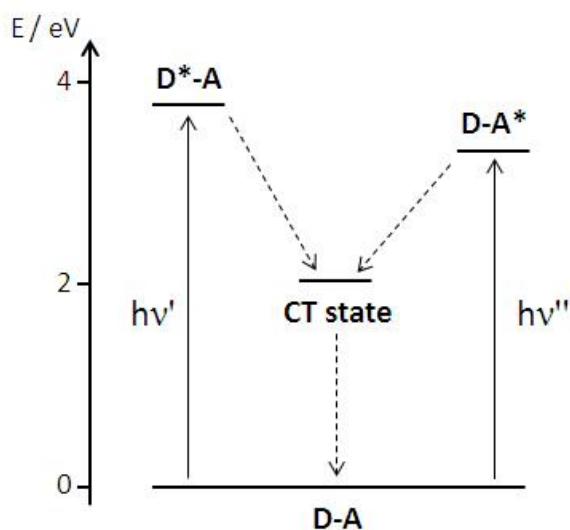 E / eV
4
D*-A
D-A*
2
CT state
hν'
hν"
0
D-A